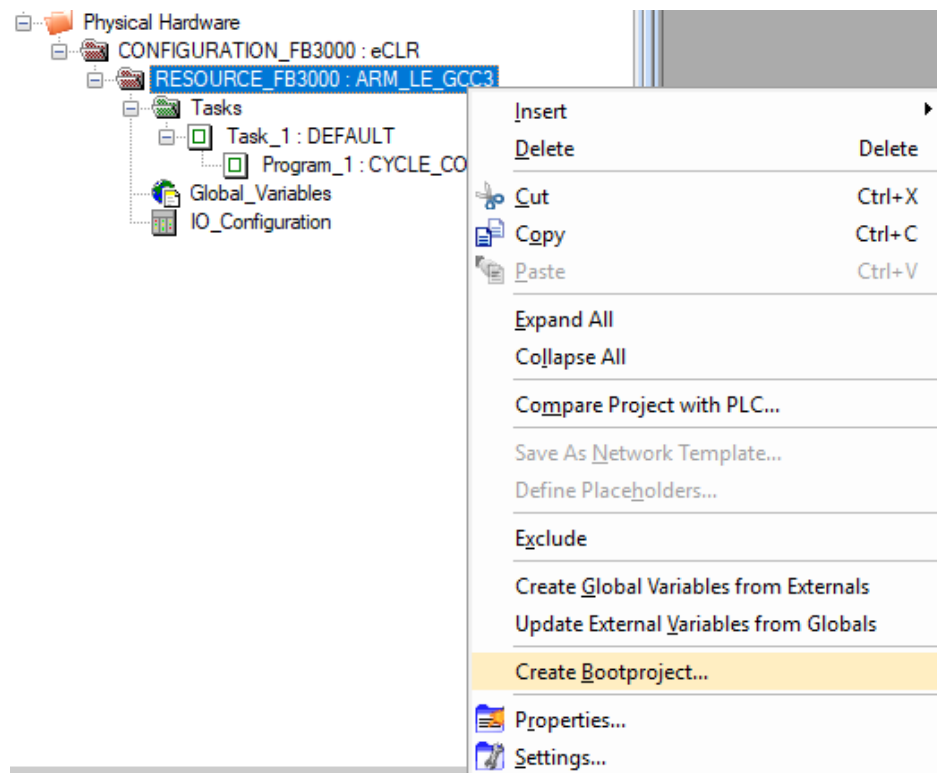 Physical Hardware
CONFIGURATION_FB3000 : eCLR
RESOURCE_FB3000 : ARM_LE_GCC3
Tasks
Task_1 : DEFAULT
Program_1 : CYCLE_CO
Global_Variables
IO_Configuration
Insert
Delete Delete
Cut Ctrl+X
Copy Ctrl+C
Paste Ctrl+V
Expand All
Collapse All
Compare Project with PLC...
Save As Network Template...
Define Placeholders...
Exclude
Create Global Variables from Externals
Update External Variables from Globals
Create Bootproject...
Properties...
Settings...